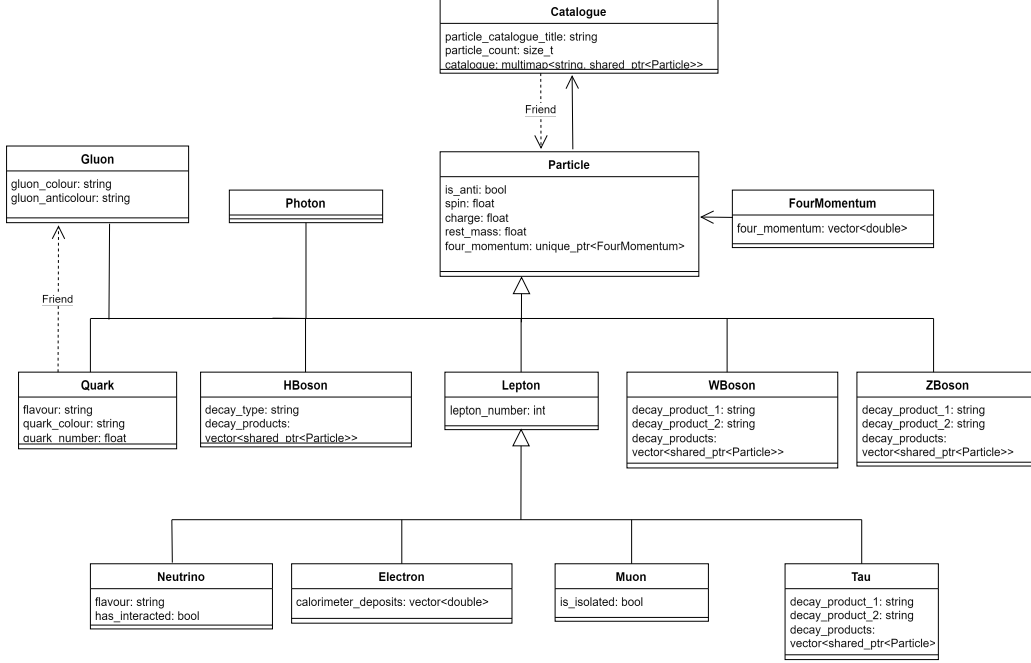 Catalogue
particle_catalogue_title: string
particle_count: size_t
catalogue: multimap<string, shared_ptr<Particle>>
Friend
Gluon
gluon_colour: string
gluon_anticolour: string
Photon
Particle
is_anti: bool
spin: float
charge: float
rest_mass: float
four_momentum: unique_ptr<FourMomentum>
FourMomentum
four_momentum: vector<double>
Friend
Quark
flavour: string
quark_colour: string
quark_number: float
HBoson
decay_type: string
decay_products:
vector<shared_ptr<Particle>>
Lepton
lepton_number: int
WBoson
decay_product_1: string
decay_product_2: string
decay_products:
vector<shared_ptr<Particle>>
ZBoson
decay_product_1: string
decay_product_2: string
decay_products:
vector<shared_ptr<Particle>>
Neutrino
flavour: string
has_interacted: bool
Electron
calorimeter_deposits: vector<double>
Muon
is_isolated: bool
Tau
decay_product_1: string
decay_product_2: string
decay_products:
vector<shared_ptr<Particle>